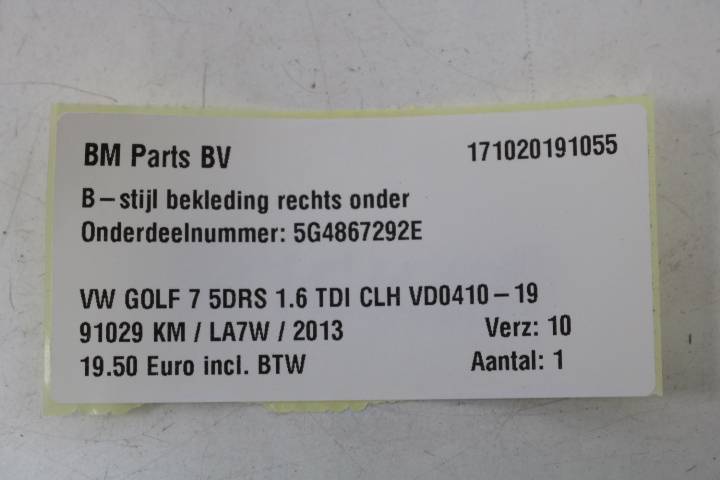 BM Parts BV 171020191055
B-stijl bekleding rechts onder
Onderdeelnummer: 5G4867292E
VW GOLF 7 5DRS 1.6 TDI CLH VD0410-19
91029 KM / LA7W / 2013 Verz: 10
19.50 Euro incl. BTW Aantal: 1